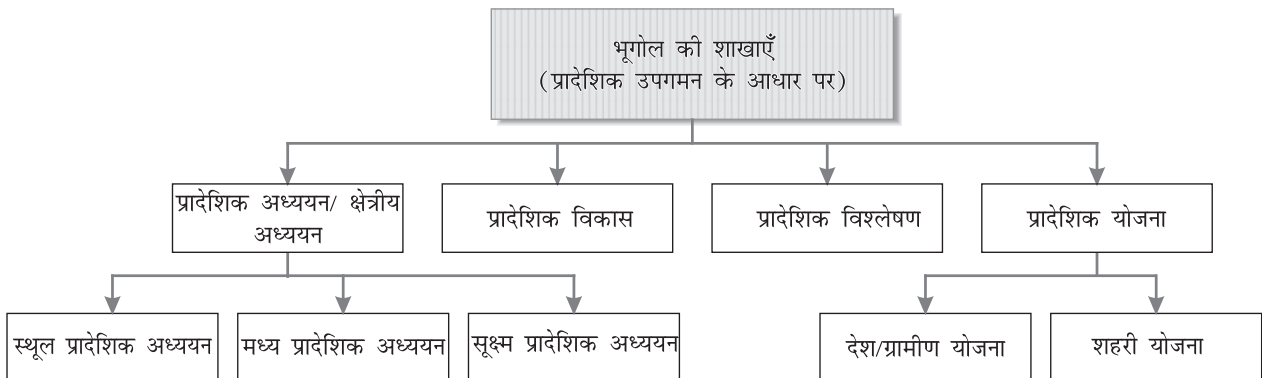 भूगोल की शाखाएँ
(प्रादेशिक उपगमन के आधार पर)
प्रादेशिक अध्ययन/ क्षेत्रीय
अध्ययन
प्रादेशिक विकास
प्रादेशिक विश्लेषण
प्रादेशिक योजना
स्थूल प्रादेशिक अध्ययन
मध्य प्रादेशिक अध्ययन
सूक्ष्म प्रादेशिक अध्ययन
देश/ग्रामीण योजना
शहरी योजना